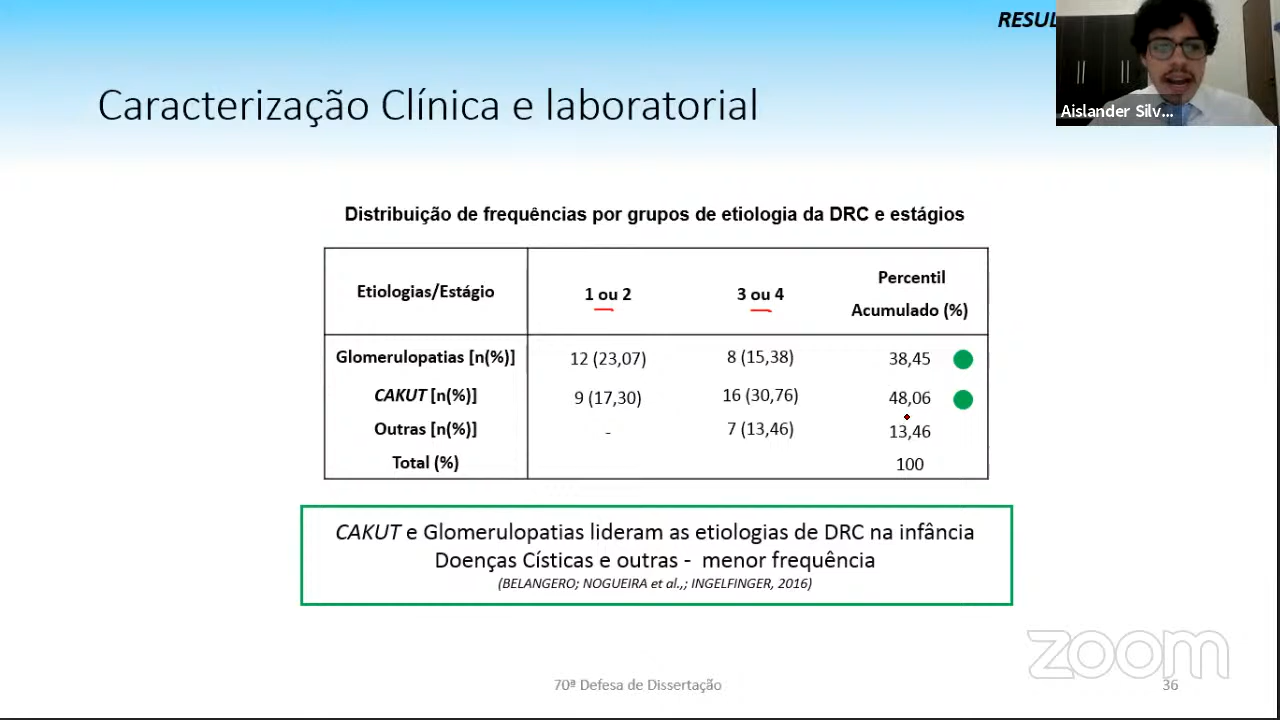 RESUL
Aislander Silv...
Caracterização Clínica e laboratorial
Distribuição de frequências por grupos de etiologia da DRC e estágios
Etiologias/Estágio 1 ou 2 3 ou 4 Percentil Acumulado (%)
Glomerulopatias [n(%)] 12 (23,07) 8 (15,38) 38,45
CAKUT [n(%)] 9 (17,30) 16 (30,76) 48,06
Outras [n(%)] - 7 (13,46) 13,46
Total (%) 100
CAKUT e Glomerulopatias lideram as etiologias de DRC na infância
Doenças Císticas e outras - menor frequência
(BELANGERO; NOGUEIRA et al.,; INGELFINGER, 2016)
zoom
70ª Defesa de Dissertação 36